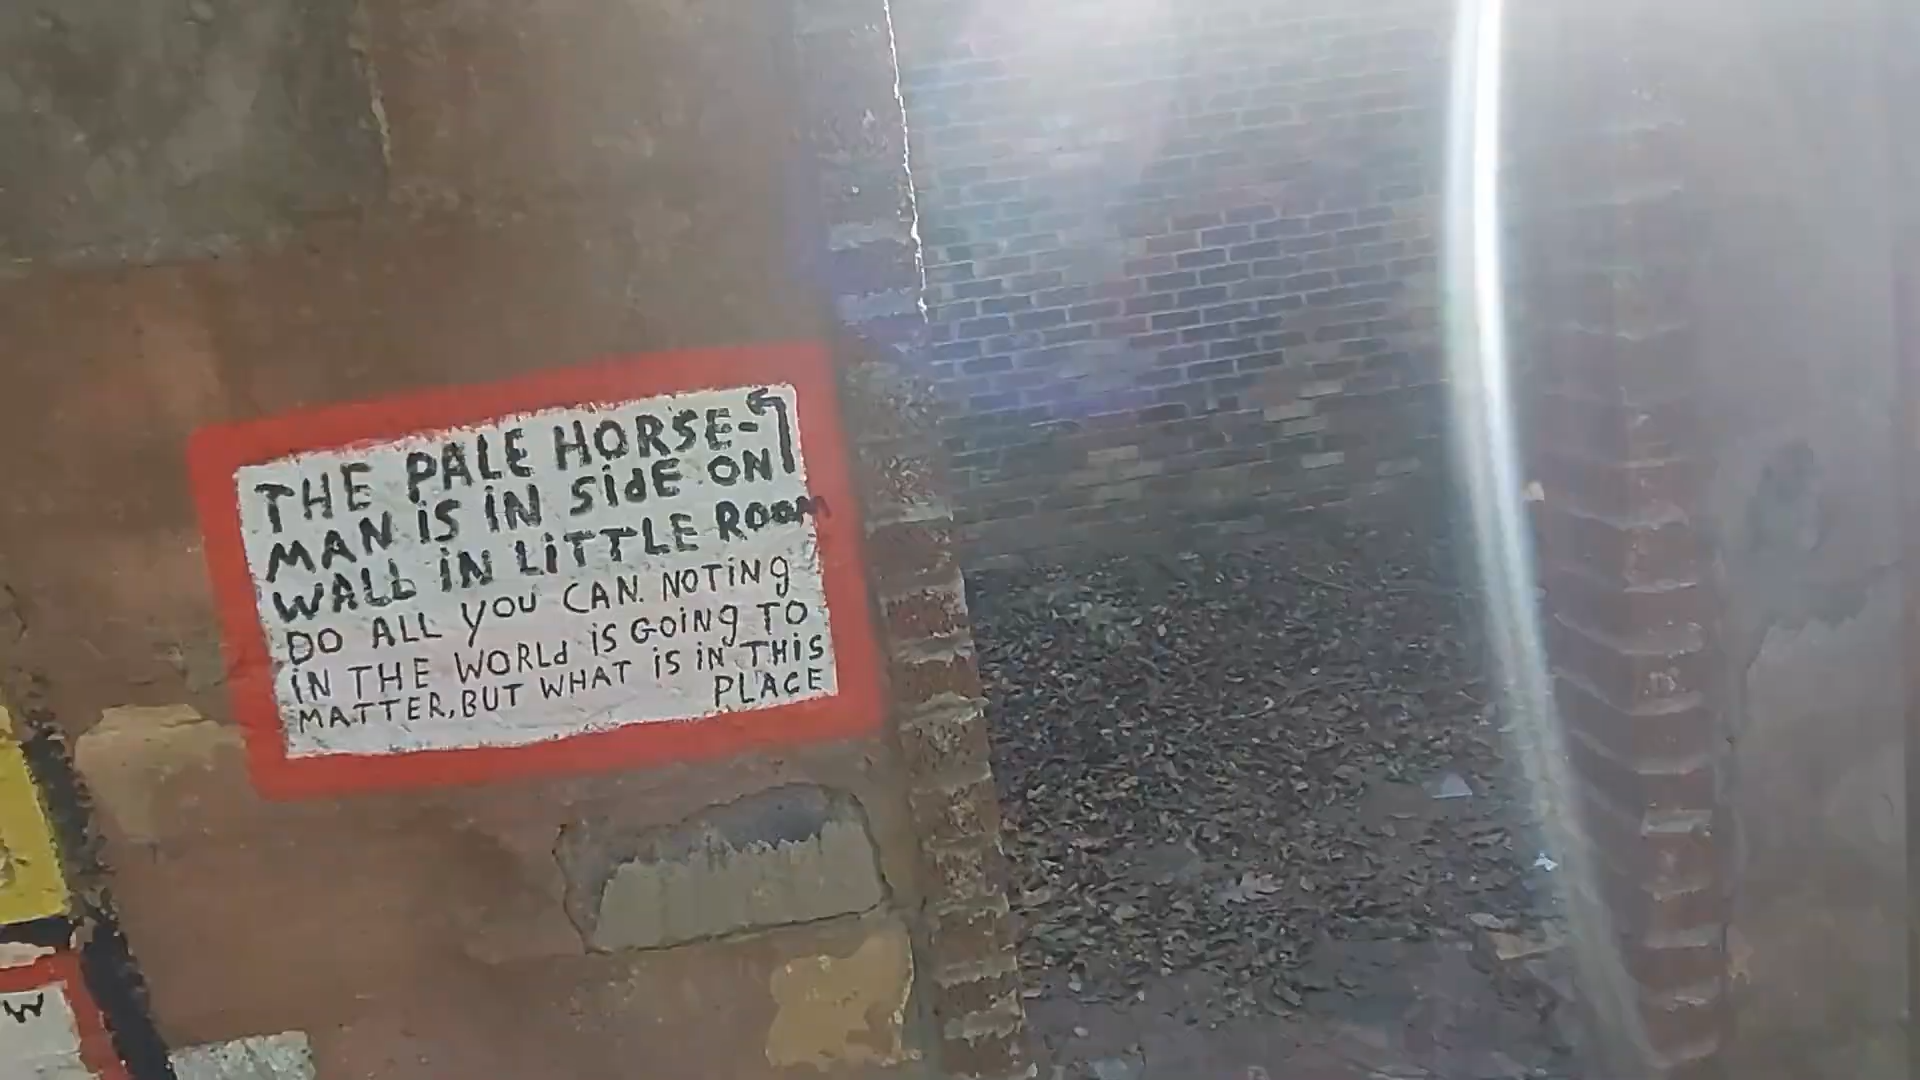 THE PALE HORSE-
MAN iS iN SidE ON
WALL iN LiTTLE ROOM
DO ALL YOU CAN. NOTiNg
iN THE WORLd iS GOiNg TO
MATTER, BUT WHAT iS iN THiS
PLACE
W